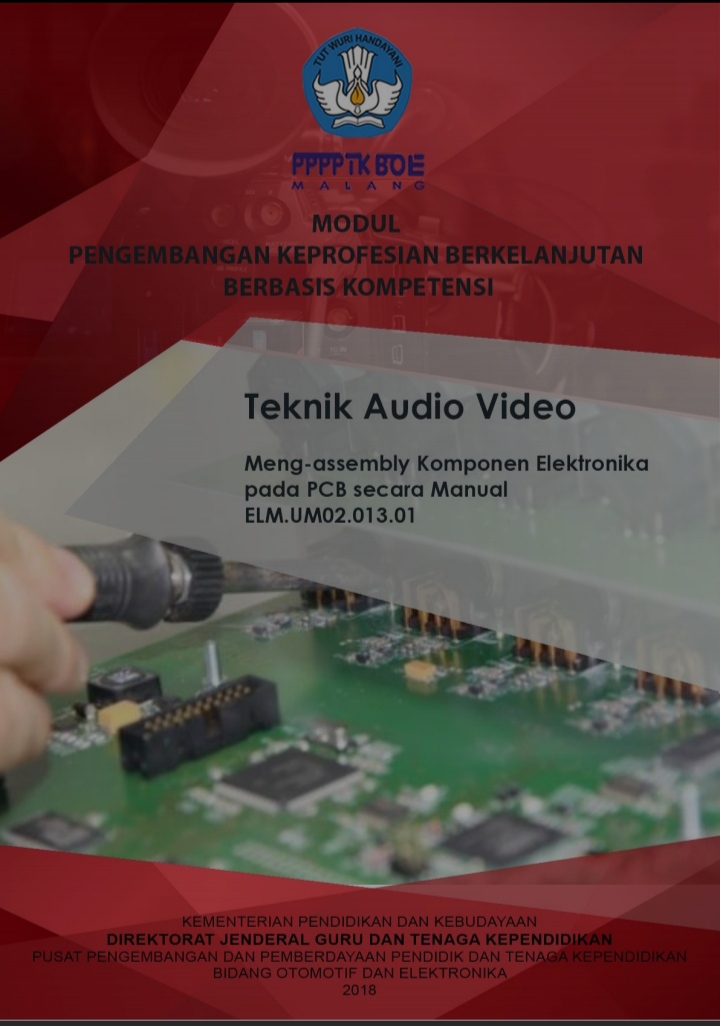 TUT WURI HANDAYANI
PPPPTK BOE
MALANG
MODUL
PENGEMBANGAN KEPROFESIAN BERKELANJUTAN
BERBASIS KOMPETENSI
Teknik Audio Video
Meng-assembly Komponen Elektronika
pada PCB secara Manual
ELM.UM02.013.01
KEMENTERIAN PENDIDIKAN DAN KEBUDAYAAN
DIREKTORAT JENDERAL GURU DAN TENAGA KEPENDIDIKAN
PUSAT PENGEMBANGAN DAN PEMBERDAYAAN PENDIDIK DAN TENAGA KEPENDIDIKAN
BIDANG OTOMOTIF DAN ELEKTRONIKA
2018